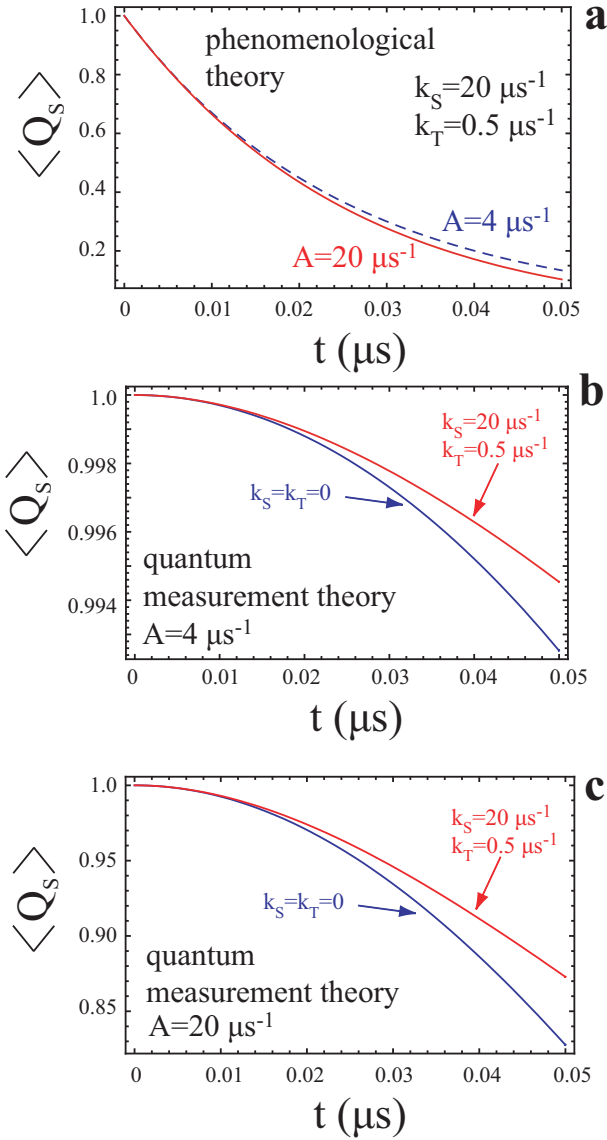 a
phenomenological
theory
k_S=20 μs⁻¹
k_T=0.5 μs⁻¹
A=4 μs⁻¹
A=20 μs⁻¹
⟨Q_S⟩
1.0
0.8
0.6
0.4
0.2
0 0.01 0.02 0.03 0.04 0.05
t (μs)
b
k_S=20 μs⁻¹
k_T=0.5 μs⁻¹
k_S=k_T=0
quantum
measurement theory
A=4 μs⁻¹
⟨Q_S⟩
1.0
0.998
0.996
0.994
0 0.01 0.02 0.03 0.04 0.05
t (μs)
c
k_S=20 μs⁻¹
k_T=0.5 μs⁻¹
k_S=k_T=0
quantum
measurement theory
A=20 μs⁻¹
⟨Q_S⟩
1.0
0.95
0.90
0.85
0 0.01 0.02 0.03 0.04 0.05
t (μs)